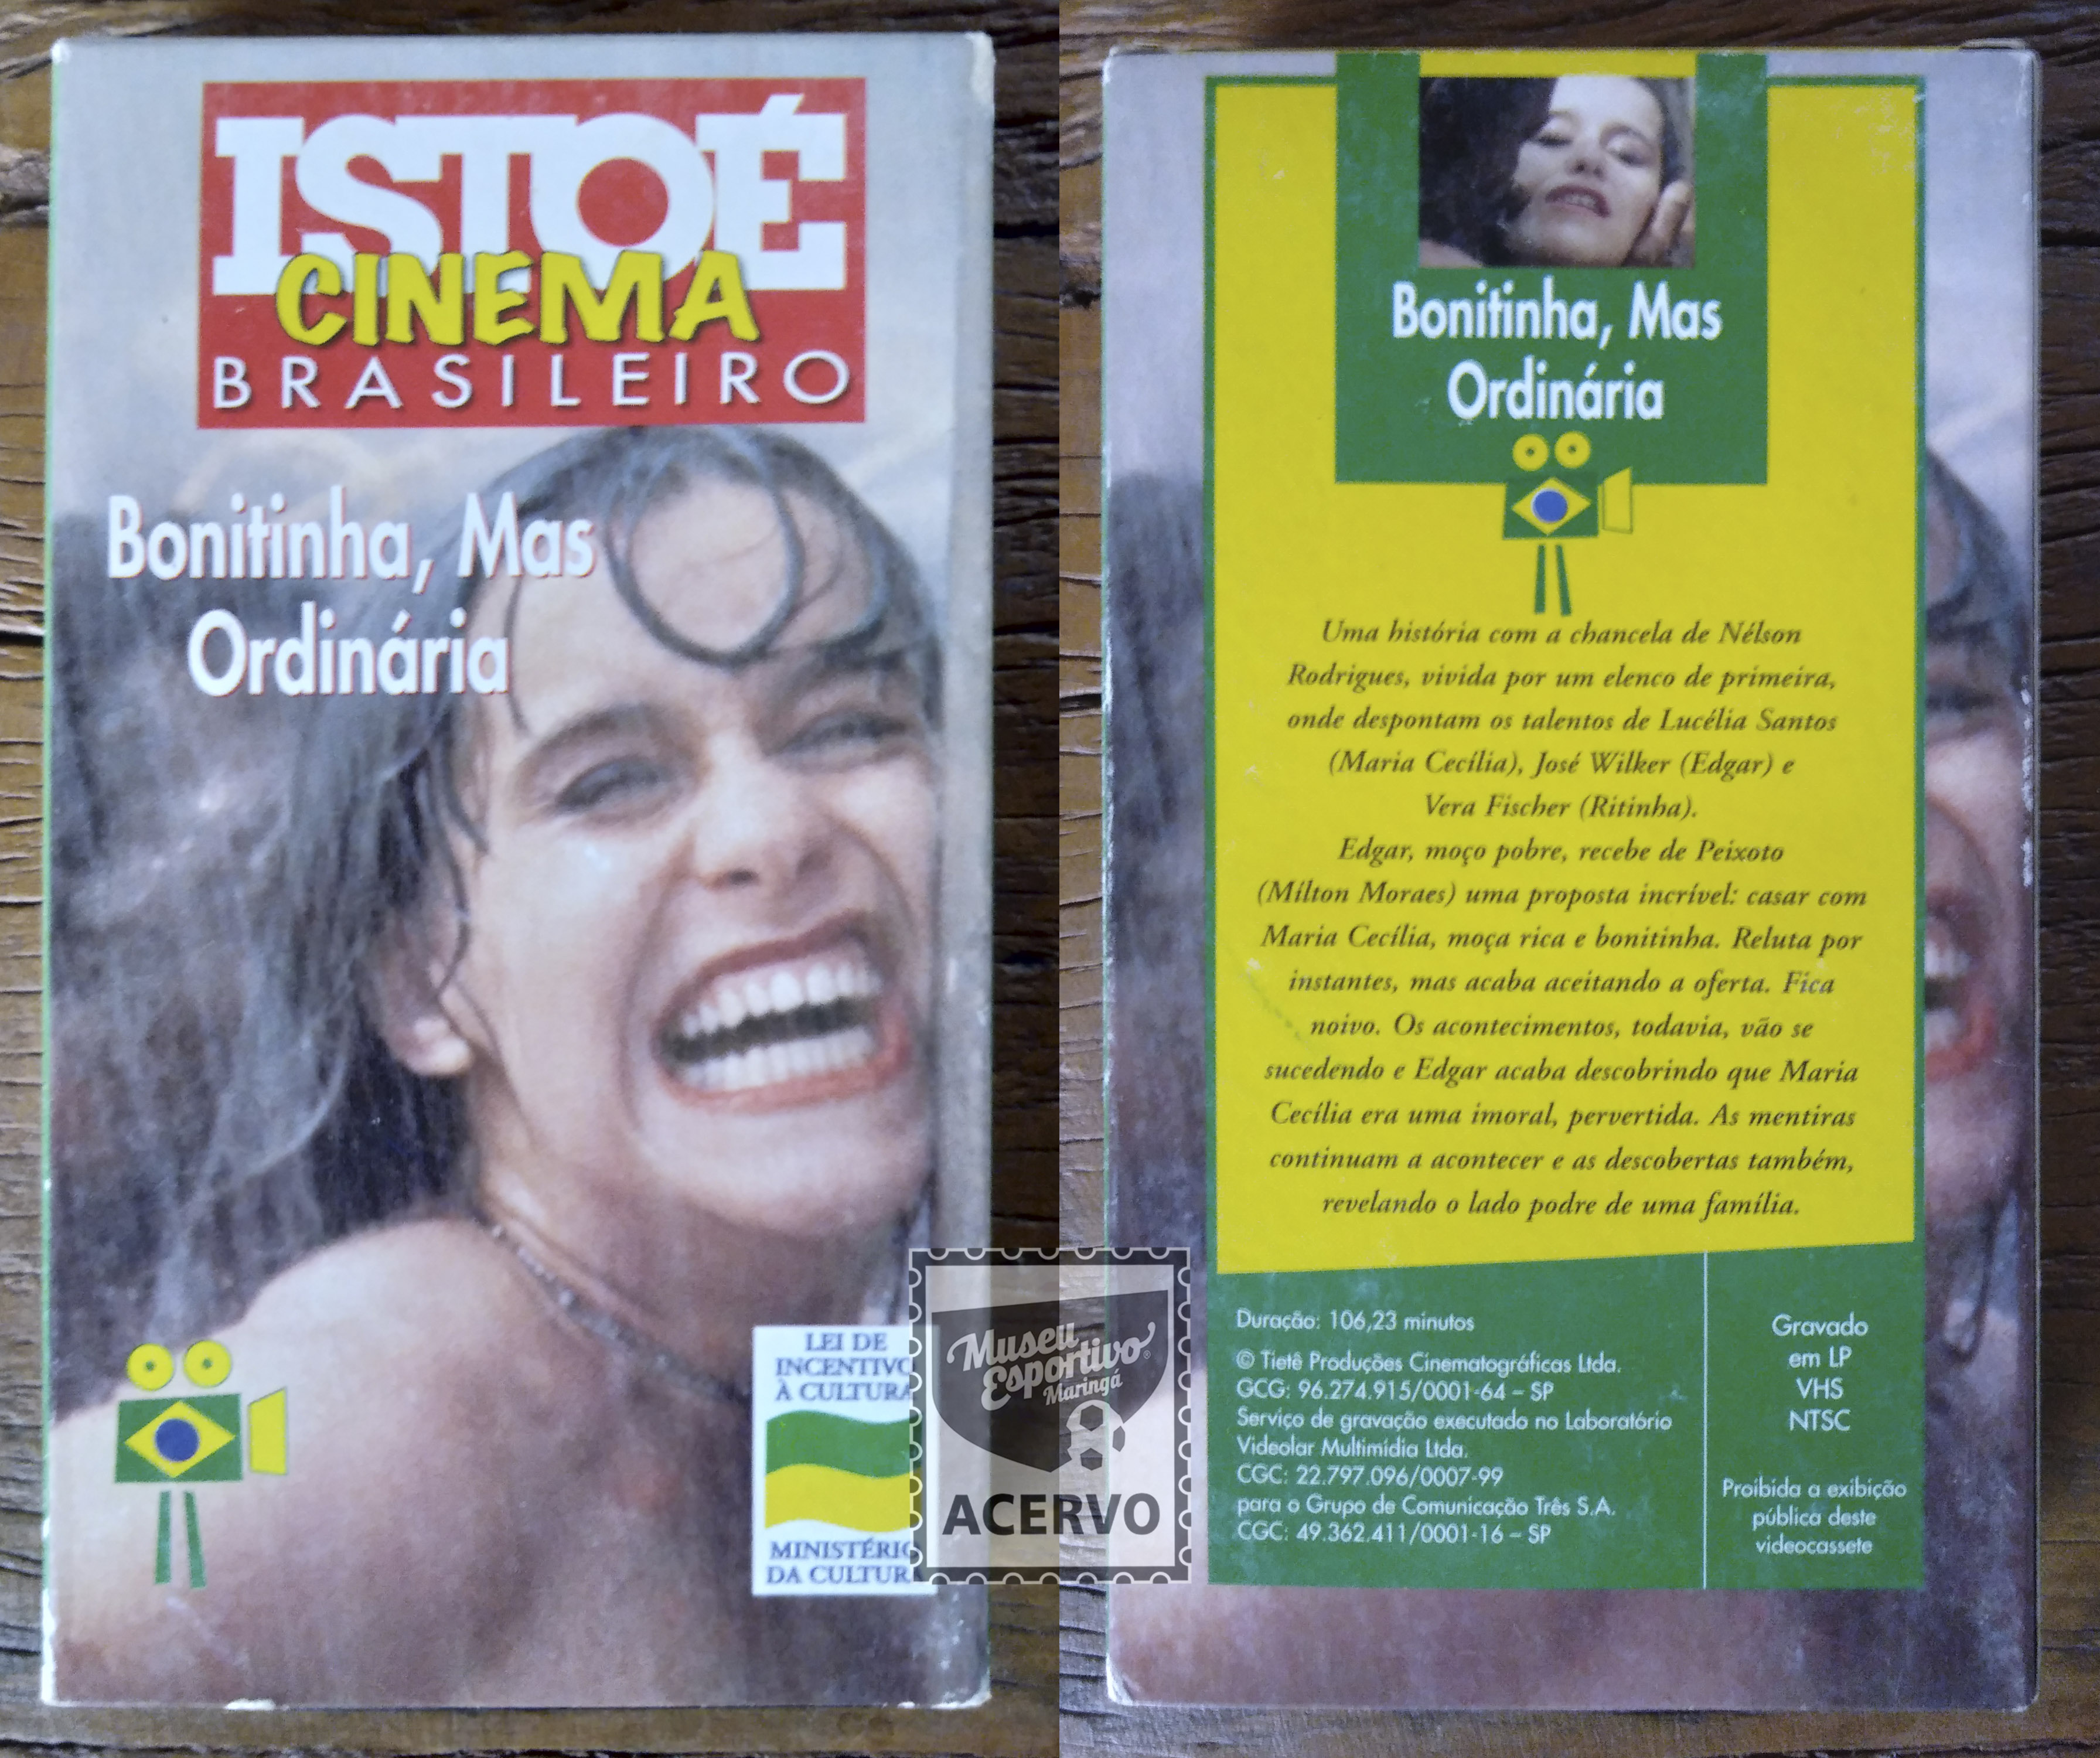 ISTOÉ
CINEMA
BRASILEIRO
Bonitinha, Mas
Ordinária
LEI DE
INCENTIVO
À CULTURA
MINISTÉRIO
DA CULTURA
Museu
Esportivo
Maringá
ACERVO
Bonitinha, Mas
Ordinária
Uma história com a chancela de Nélson
Rodrigues, vivida por um elenco de primeira,
onde despontam os talentos de Lucélia Santos
(Maria Cecília), José Wilker (Edgar) e
Vera Fischer (Ritinha).
Edgar, moço pobre, recebe de Peixoto
(Mílton Moraes) uma proposta incrível: casar com
Maria Cecília, moça rica e bonitinha. Reluta por
instantes, mas acaba aceitando a oferta. Fica
noivo. Os acontecimentos, todavia, vão se
sucedendo e Edgar acaba descobrindo que Maria
Cecília era uma imoral, pervertida. As mentiras
continuam a acontecer e as descobertas também,
revelando o lado podre de uma família.
Duração: 106,23 minutos
© Tietê Produções Cinematográficas Ltda.
GCG: 96.274.915/0001-64 – SP
Serviço de gravação executado no Laboratório
Videolar Multimídia Ltda.
CGC: 22.797.096/0007-99
para o Grupo de Comunicação Três S.A.
CGC: 49.362.411/0001-16 – SP
Gravado
em LP
VHS
NTSC
Proibida a exibição
pública deste
videocassete